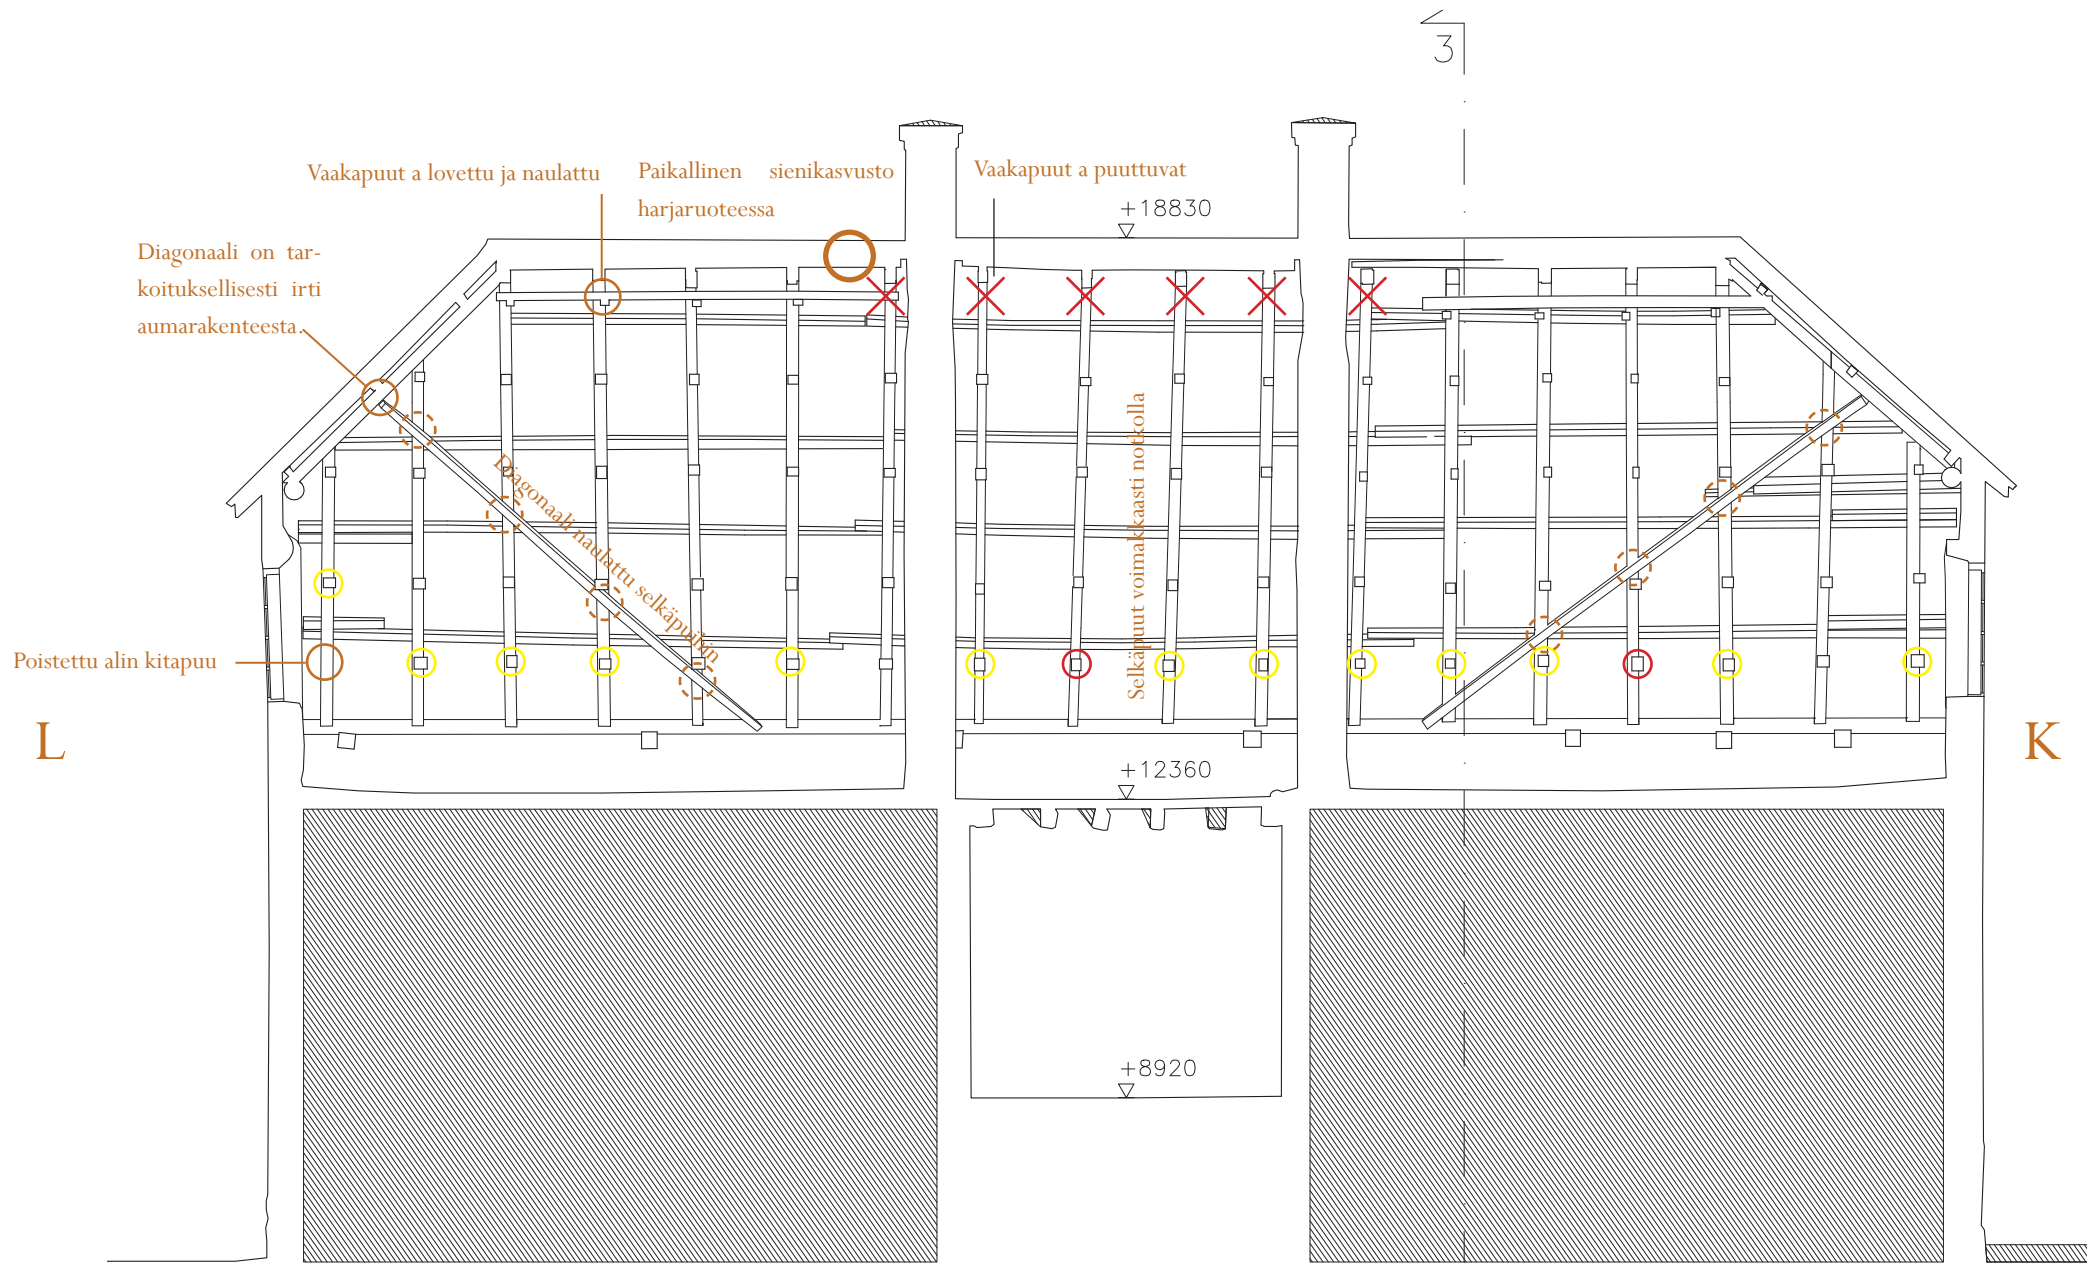 3
Vaakapuut a lovettu ja naulattu
Paikallinen sienikasvusto
harjaruoteessa
Vaakapuut a puuttuvat
+18830
Diagonaali on tar-
koituksellisesti irti
aumarakenteesta.
Diagonaali naulattu selkäpuihin
Selkäpuut voimakkaasti notkolla
Poistettu alin kitapuu
L
K
+12360
+8920